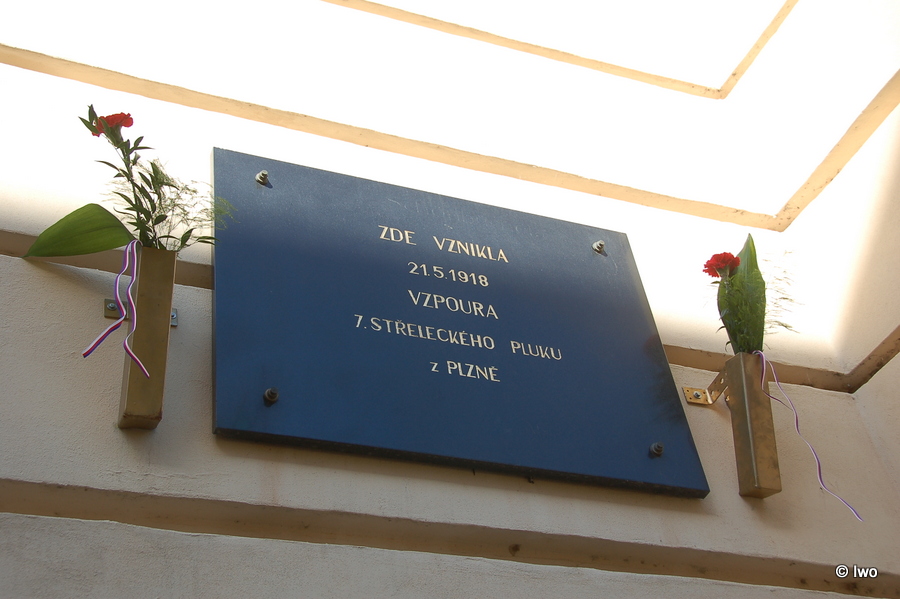 ZDE VZNIKLA
21.5.1918
VZPOURA
7. STŘELECKÉHO PLUKU
z PLZNĚ
© Iwo